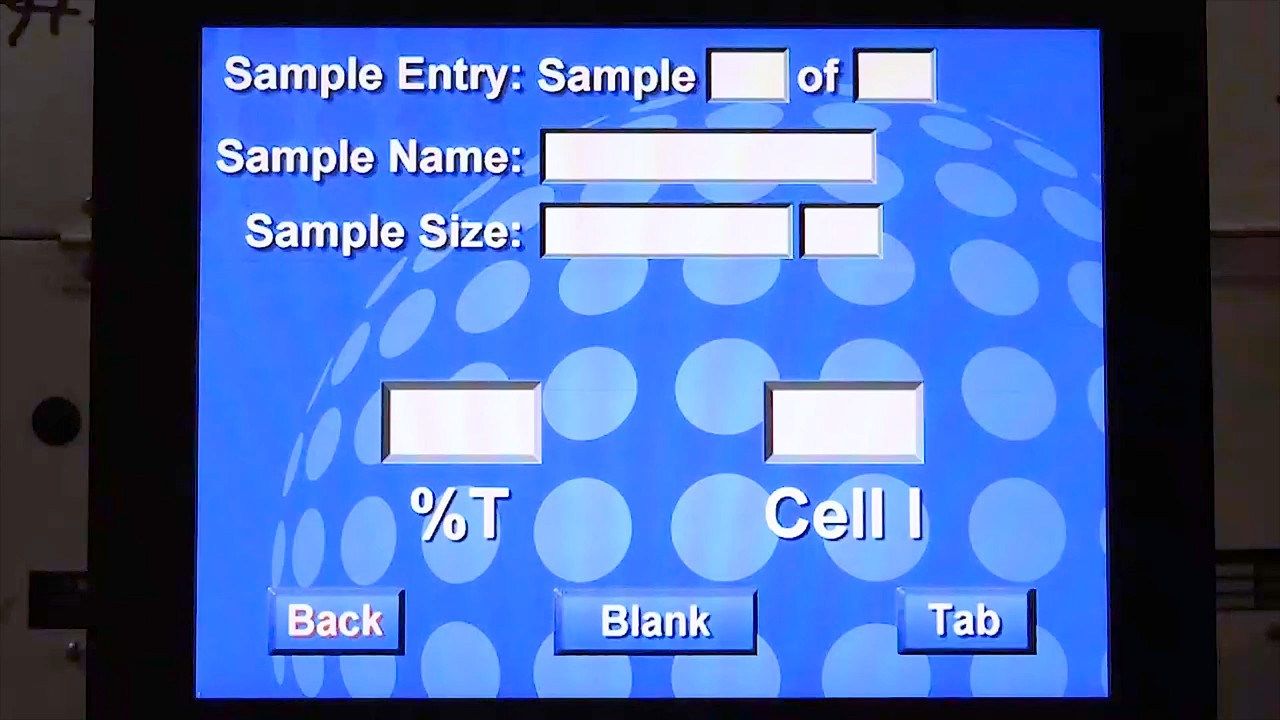 Sample Entry: Sample of
Sample Name:
Sample Size:
%T Cell I
Back Blank Tab